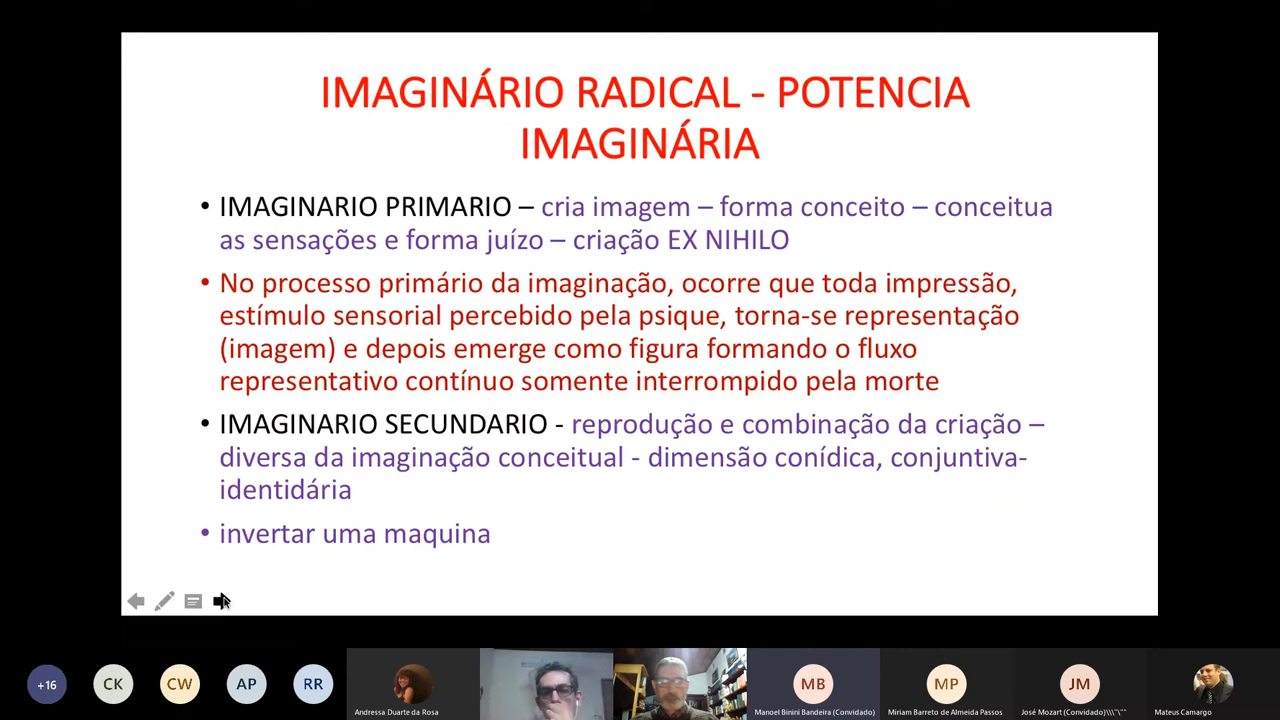 IMAGINÁRIO RADICAL - POTENCIA
IMAGINÁRIA
• IMAGINARIO PRIMARIO – cria imagem – forma conceito – conceitua
as sensações e forma juízo – criação EX NIHILO
• No processo primário da imaginação, ocorre que toda impressão,
estímulo sensorial percebido pela psique, torna-se representação
(imagem) e depois emerge como figura formando o fluxo
representativo contínuo somente interrompido pela morte
• IMAGINARIO SECUNDARIO - reprodução e combinação da criação –
diversa da imaginação conceitual - dimensão conídica, conjuntiva-
identidária
• invertar uma maquina
+16
CK
CW
AP
RR
MB
MP
JM
Andressa Duarte da Rosa
Manoel Binini Bandeira (Convidado)
Miriam Barreto de Almeida Passos
José Mozart (Convidado)\\\"\""
Mateus Camargo